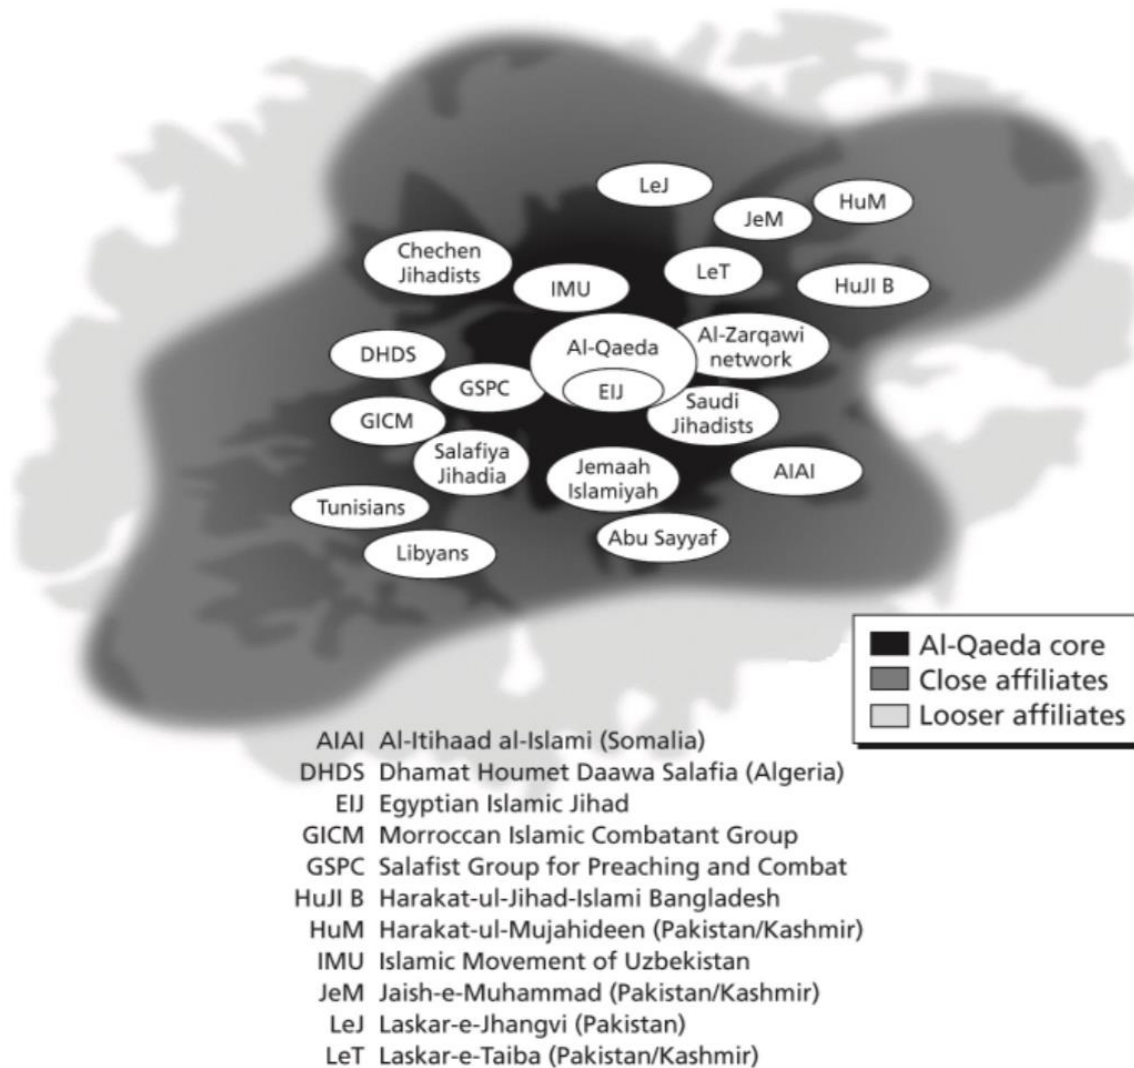 LeJ
HuM
JeM
Chechen
Jihadists
LeT
HuJI B
IMU
Al-Zarqawi
network
Al-Qaeda
DHDS
GSPC
EIJ
Saudi
Jihadists
GICM
Salafiya
Jihadia
Jemaah
Islamiyah
AIAI
Tunisians
Abu Sayyaf
Libyans
Al-Qaeda core
Close affiliates
Looser affiliates
AIAI Al-Itihaad al-Islami (Somalia)
DHDS Dhamat Houmet Daawa Salafia (Algeria)
EIJ Egyptian Islamic Jihad
GICM Morroccan Islamic Combatant Group
GSPC Salafist Group for Preaching and Combat
HuJI B Harakat-ul-Jihad-Islami Bangladesh
HuM Harakat-ul-Mujahideen (Pakistan/Kashmir)
IMU Islamic Movement of Uzbekistan
JeM Jaish-e-Muhammad (Pakistan/Kashmir)
LeJ Laskar-e-Jhangvi (Pakistan)
LeT Laskar-e-Taiba (Pakistan/Kashmir)